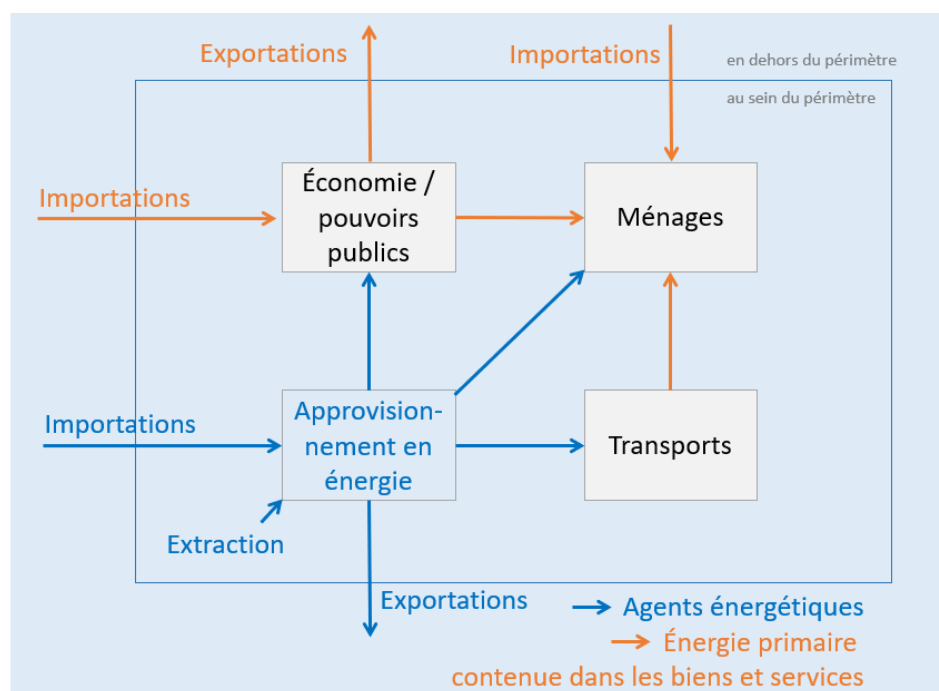 Exportations
Importations
en dehors du périmètre
au sein du périmètre
Importations
Économie /
pouvoirs
publics
Ménages
Importations
Approvision-
nement en
énergie
Transports
Extraction
Exportations
Agents énergétiques
Énergie primaire
contenue dans les biens et services